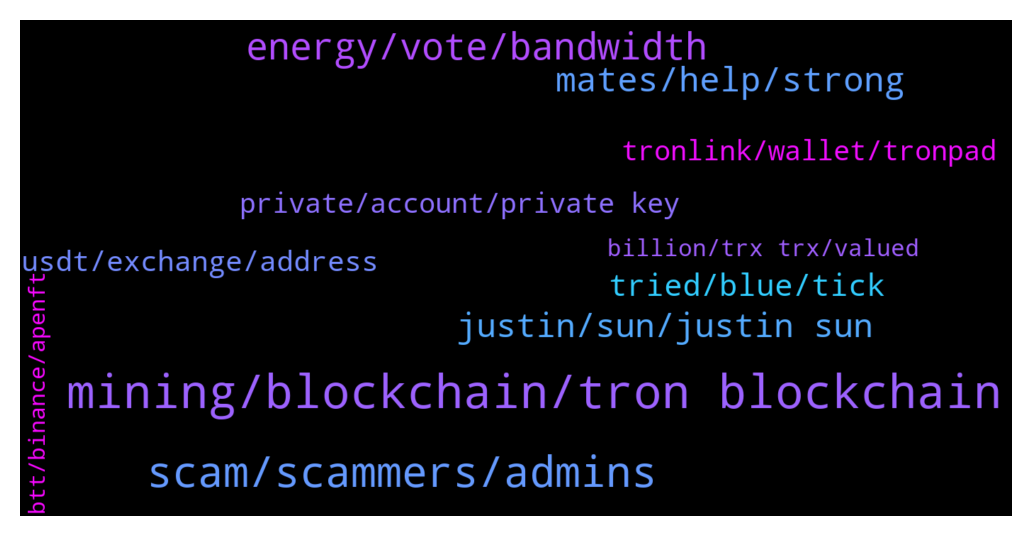 energy/vote/bandwidth
mates/help/strong
tronlink/wallet/tronpad
private/account/private key
billion/trx trx/valued
usdt/exchange/address
tried/blue/tick
justin/sun/justin sun
btt/binance/apenft
mining/blockchain/tron blockchain
scam/scammers/admins